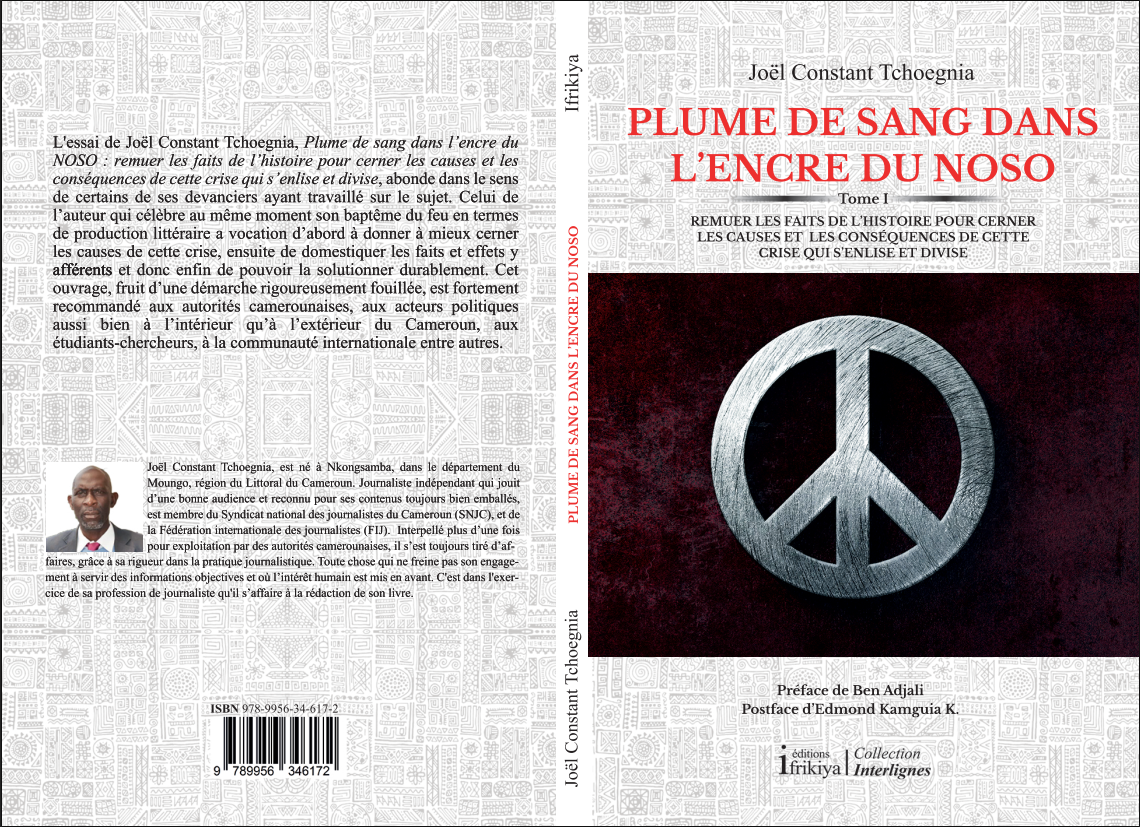 L'essai de Joël Constant Tchoegnia, Plume de sang dans l’encre du
NOSO : remuer les faits de l’histoire pour cerner les causes et les
conséquences de cette crise qui s’enlise et divise, abonde dans le sens
de certains de ses devanciers ayant travaillé sur le sujet. Celui de
l’auteur qui célèbre au même moment son baptême du feu en termes
de production littéraire a vocation d’abord à donner à mieux cerner
les causes de cette crise, ensuite de domestiquer les faits et effets y
afférents et donc enfin de pouvoir la solutionner durablement. Cet
ouvrage, fruit d’une démarche rigoureusement fouillée, est fortement
recommandé aux autorités camerounaises, aux acteurs politiques
aussi bien à l’intérieur qu’à l’extérieur du Cameroun, aux
étudiants-chercheurs, à la communauté internationale entre autres.
Joël Constant Tchoegnia, est né à Nkongsamba, dans le département du
Moungo, région du Littoral du Cameroun. Journaliste indépendant qui jouit
d’une bonne audience et reconnu pour ses contenus toujours bien emballés,
est membre du Syndicat national des journalistes du Cameroun (SNJC), et de
la Fédération internationale des journalistes (FIJ). Interpellé plus d’une fois
pour exploitation par des autorités camerounaises, il s’est toujours tiré d’af-
faires, grâce à sa rigueur dans la pratique journalistique. Toute chose qui ne freine pas son engage-
ment à servir des informations objectives et où l’intérêt humain est mis en avant. C'est dans l'exer-
cice de sa profession de journaliste qu'il s’affaire à la rédaction de son livre.
ISBN 978-9956-34-617-2
9 789956 346172
Ifrikiya
PLUME DE SANG DANS L’ENCRE DU NOSO
Joël Constant Tchoegnia
Joël Constant Tchoegnia
PLUME DE SANG DANS
L’ENCRE DU NOSO
Tome I
REMUER LES FAITS DE L’HISTOIRE POUR CERNER
LES CAUSES ET LES CONSÉQUENCES DE CETTE
CRISE QUI S’ENLISE ET DIVISE
Préface de Ben Adjali
Postface d’Edmond Kamguia K.
éditions
ifrikiya
Collection
Interlignes